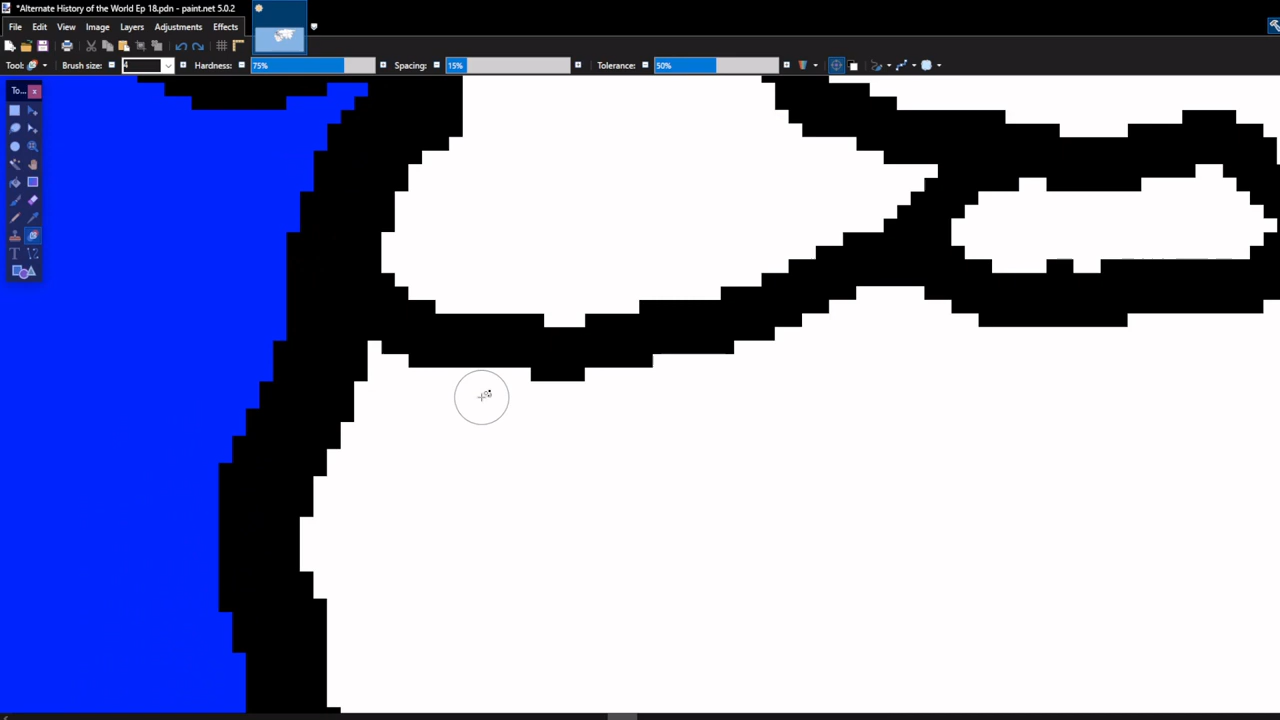 *Alternate History of the World Ep 18.pdn - paint.net 5.0.2
File Edit View Image Layers Adjustments Effects
Tool: Brush size: 4 Hardness: 75% Spacing: 15% Tolerance: 50%
To...